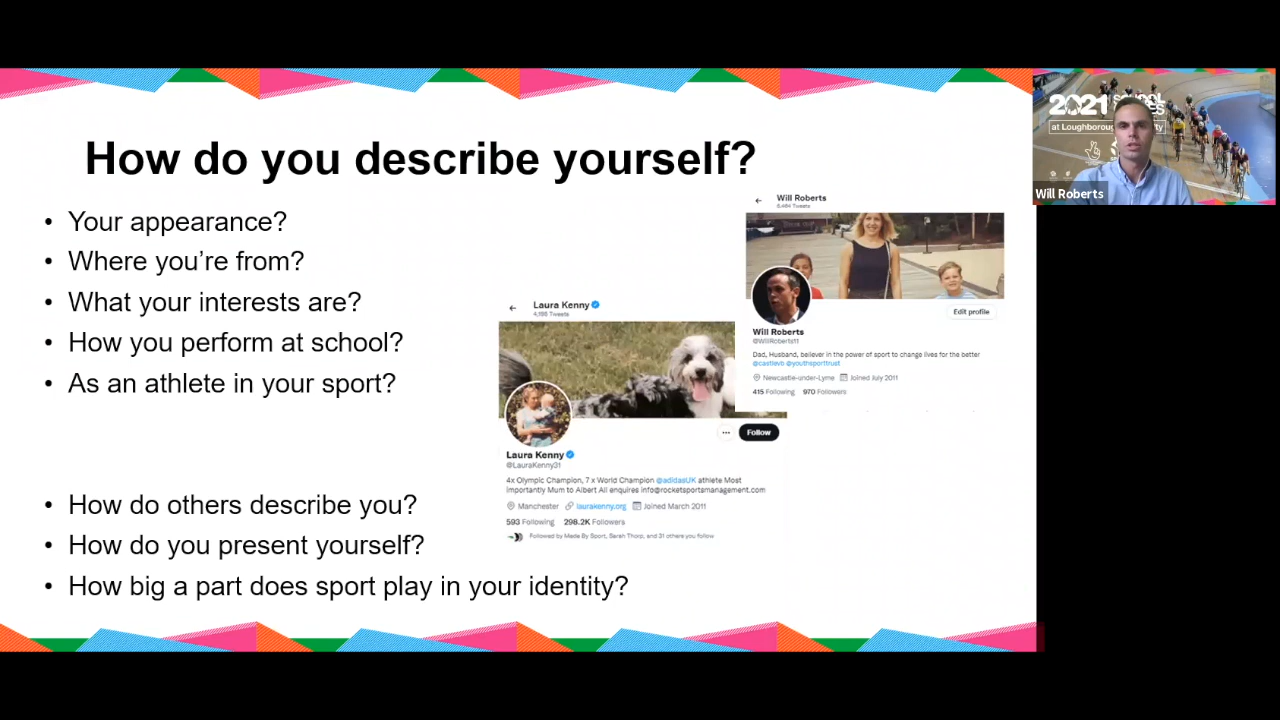 How do you describe yourself?
• Your appearance?
• Where you're from?
• What your interests are?
• How you perform at school?
• As an athlete in your sport?
• How do others describe you?
• How do you present yourself?
• How big a part does sport play in your identity?
Laura Kenny
4,195 Tweets
Follow
Laura Kenny
@LauraKenny31
4x Olympic Champion, 7 x World Champion @adidasUK athlete Most
importantly Mum to Albert All enquires info@rocketsportsmanagement.com
Manchester laurakenny.org Joined March 2011
593 Following 298.2K Followers
Followed by Made By Sport, Sarah Thorp, and 31 others you follow
Will Roberts
6,484 Tweets
Edit profile
Will Roberts
@WillRoberts11
Dad, Husband, believer in the power of sport to change lives for the better
@castlevb @youthsporttrust
Newcastle-under-Lyme Joined July 2011
415 Following 970 Followers
2021
at Loughborough
Will Roberts